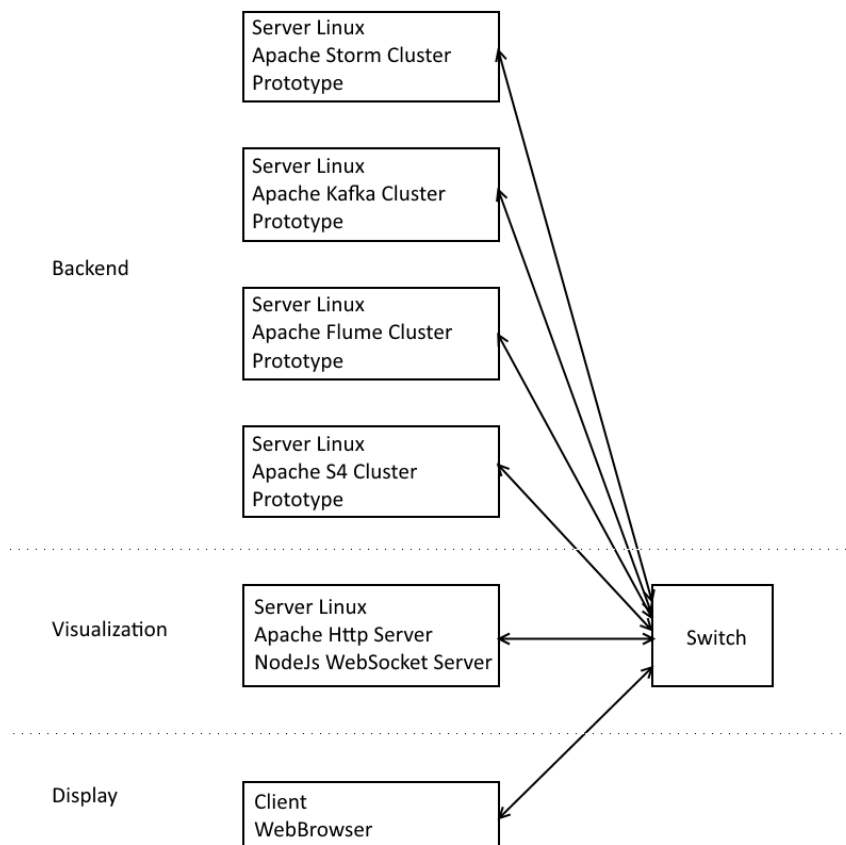 Server Linux
Apache Storm Cluster
Prototype
Server Linux
Apache Kafka Cluster
Prototype
Backend
Server Linux
Apache Flume Cluster
Prototype
Server Linux
Apache S4 Cluster
Prototype
Visualization
Server Linux
Apache Http Server
NodeJs WebSocket Server
Switch
Display
Client
WebBrowser